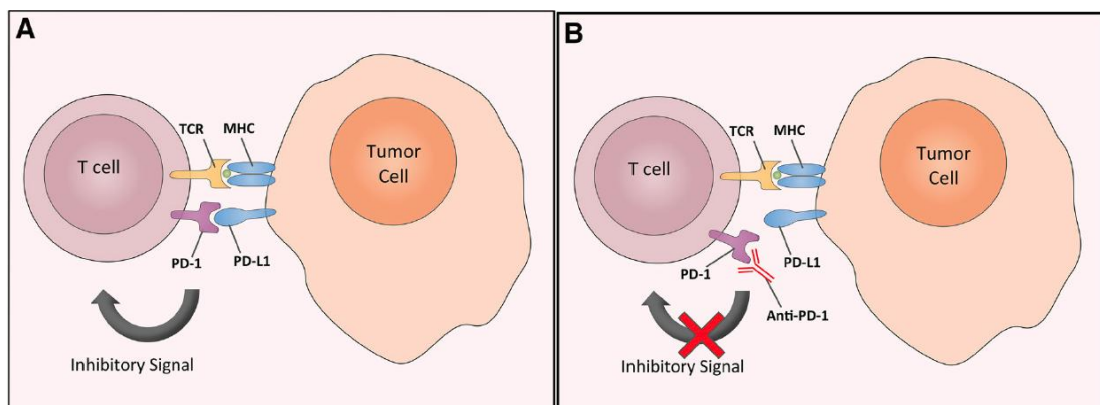 A
TCR
MHC
T cell
Tumor
Cell
PD-1
PD-L1
Inhibitory Signal
B
TCR
MHC
T cell
Tumor
Cell
PD-1
PD-L1
Anti-PD-1
Inhibitory Signal